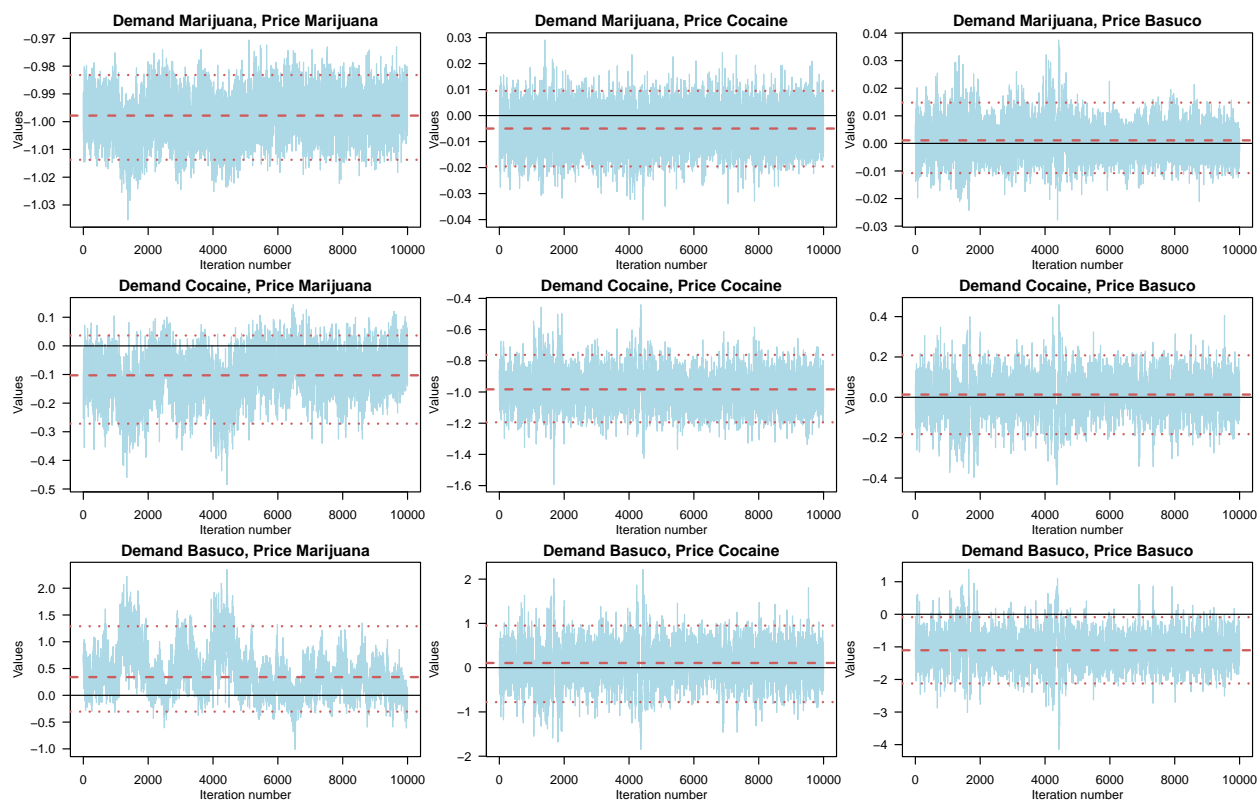 Demand Marijuana, Price Marijuana
Values
−0.97
−0.98
−0.99
−1.00
−1.01
−1.02
−1.03
0 2000 4000 6000 8000 10000
Iteration number
Demand Marijuana, Price Cocaine
Values
0.03
0.02
0.01
0.00
−0.01
−0.02
−0.03
−0.04
0 2000 4000 6000 8000 10000
Iteration number
Demand Marijuana, Price Basuco
Values
0.04
0.03
0.02
0.01
0.00
−0.01
−0.02
−0.03
0 2000 4000 6000 8000 10000
Iteration number
Demand Cocaine, Price Marijuana
Values
0.1
0.0
−0.1
−0.2
−0.3
−0.4
−0.5
0 2000 4000 6000 8000 10000
Iteration number
Demand Cocaine, Price Cocaine
Values
−0.4
−0.6
−0.8
−1.0
−1.2
−1.4
−1.6
0 2000 4000 6000 8000 10000
Iteration number
Demand Cocaine, Price Basuco
Values
0.4
0.2
0.0
−0.2
−0.4
0 2000 4000 6000 8000 10000
Iteration number
Demand Basuco, Price Marijuana
Values
2.0
1.5
1.0
0.5
0.0
−0.5
−1.0
0 2000 4000 6000 8000 10000
Iteration number
Demand Basuco, Price Cocaine
Values
2
1
0
−1
−2
0 2000 4000 6000 8000 10000
Iteration number
Demand Basuco, Price Basuco
Values
1
0
−1
−2
−3
−4
0 2000 4000 6000 8000 10000
Iteration number